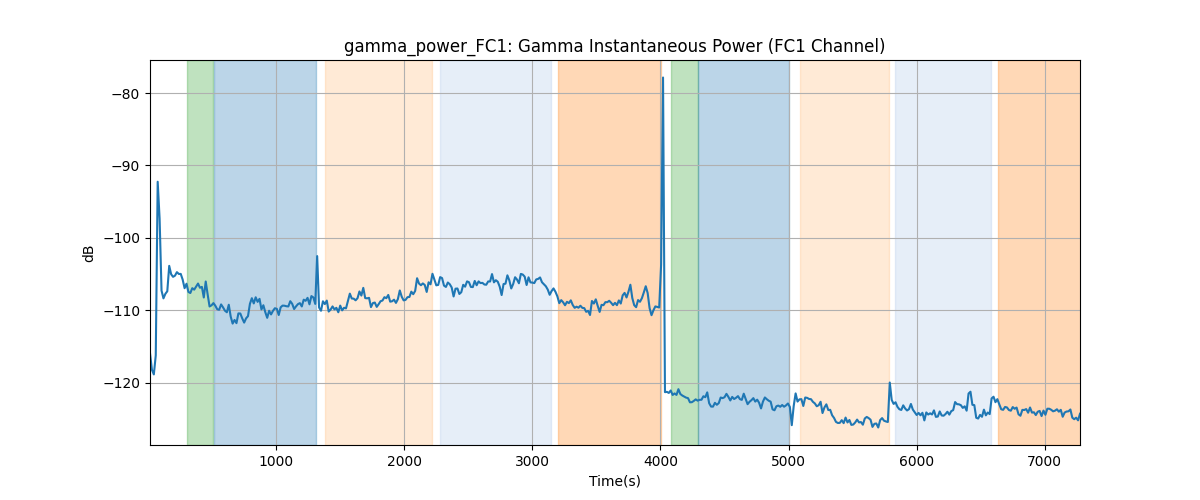 gamma_power_FC1: Gamma Instantaneous Power (FC1 Channel)
dB
−80
−90
−100
−110
−120
1000 2000 3000 4000 5000 6000 7000
Time(s)